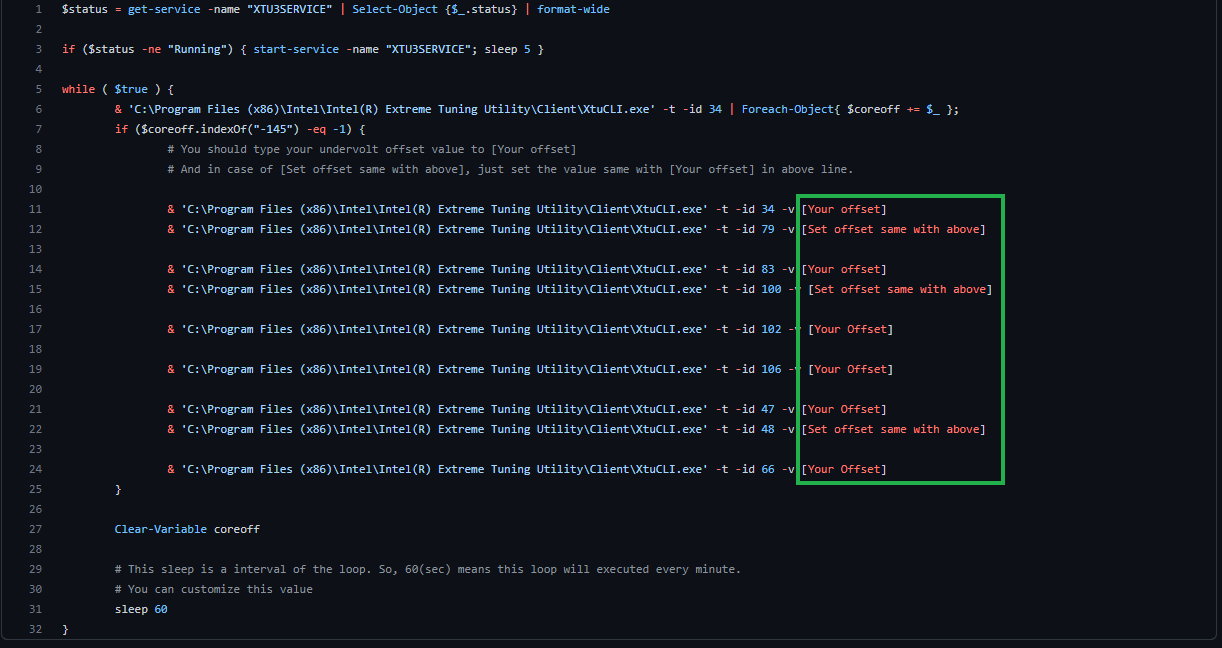 1 $status = get-service -name "XTU3SERVICE" | Select-Object {$_.status} | format-wide
2
3 if ($status -ne "Running") { start-service -name "XTU3SERVICE"; sleep 5 }
4
5 while ( $true ) {
6 & 'C:\Program Files (x86)\Intel\Intel(R) Extreme Tuning Utility\Client\XtuCLI.exe' -t -id 34 | Foreach-Object{ $coreoff += $_ };
7 if ($coreoff.indexOf("-145") -eq -1) {
8 # You should type your undervolt offset value to [Your offset]
9 # And in case of [Set offset same with above], just set the value same with [Your offset] in above line.
10
11 & 'C:\Program Files (x86)\Intel\Intel(R) Extreme Tuning Utility\Client\XtuCLI.exe' -t -id 34 -v [Your offset]
12 & 'C:\Program Files (x86)\Intel\Intel(R) Extreme Tuning Utility\Client\XtuCLI.exe' -t -id 79 -v [Set offset same with above]
13
14 & 'C:\Program Files (x86)\Intel\Intel(R) Extreme Tuning Utility\Client\XtuCLI.exe' -t -id 83 -v [Your offset]
15 & 'C:\Program Files (x86)\Intel\Intel(R) Extreme Tuning Utility\Client\XtuCLI.exe' -t -id 100 -v [Set offset same with above]
16
17 & 'C:\Program Files (x86)\Intel\Intel(R) Extreme Tuning Utility\Client\XtuCLI.exe' -t -id 102 -v [Your Offset]
18
19 & 'C:\Program Files (x86)\Intel\Intel(R) Extreme Tuning Utility\Client\XtuCLI.exe' -t -id 106 -v [Your Offset]
20
21 & 'C:\Program Files (x86)\Intel\Intel(R) Extreme Tuning Utility\Client\XtuCLI.exe' -t -id 47 -v [Your Offset]
22 & 'C:\Program Files (x86)\Intel\Intel(R) Extreme Tuning Utility\Client\XtuCLI.exe' -t -id 48 -v [Set offset same with above]
23
24 & 'C:\Program Files (x86)\Intel\Intel(R) Extreme Tuning Utility\Client\XtuCLI.exe' -t -id 66 -v [Your Offset]
25 }
26
27 Clear-Variable coreoff
28
29 # This sleep is a interval of the loop. So, 60(sec) means this loop will executed every minute.
30 # You can customize this value
31 sleep 60
32 }